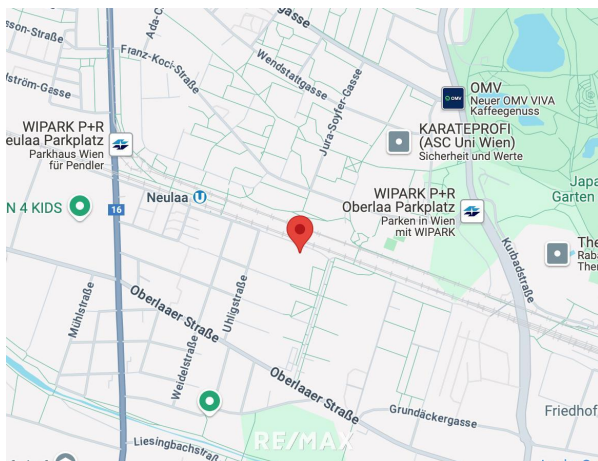 gasse
Ada-C
sson-Straße
Franz-Koci-Straße
Wendstattgasse
lström-Gasse
Jura-Soyfer-Gasse
OMV
OMV
Neuer OMV VIVA
Kaffeegenuss
WIPARK P+R
eulaa Parkplatz
Parkhaus Wien
für Pendler
KARATEPROFI
(ASC Uni Wien)
Sicherheit und Werte
WIPARK P+R
Oberlaa Parkplatz
Parken in Wien
mit WIPARK
Japa
Garten
Neulaa U
N 4 KIDS
16
The
Raba
Ther
Kurbadstraße
Mühlstraße
Oberlaaer Straße
Uhligstraße
Weidelstraße
Oberlaaer Straße
Grundäckergasse
Friedhof
Liesingbachstraß
RE/MAX